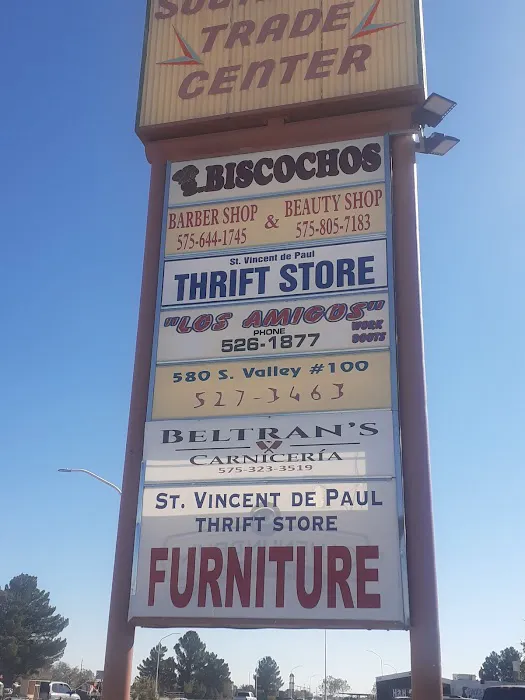 TRADE
CENTER
BISCOCHOS
BARBER SHOP & BEAUTY SHOP
575-644-1745 575-805-7183
St. Vincent de Paul
THRIFT STORE
"LOS AMIGOS"
PHONE WORK
526-1877 BOOTS
580 S. Valley #100
527-3463
BELTRAN'S
CARNICERÍA
575-323-3519
ST. VINCENT DE PAUL
THRIFT STORE
FURNITURE